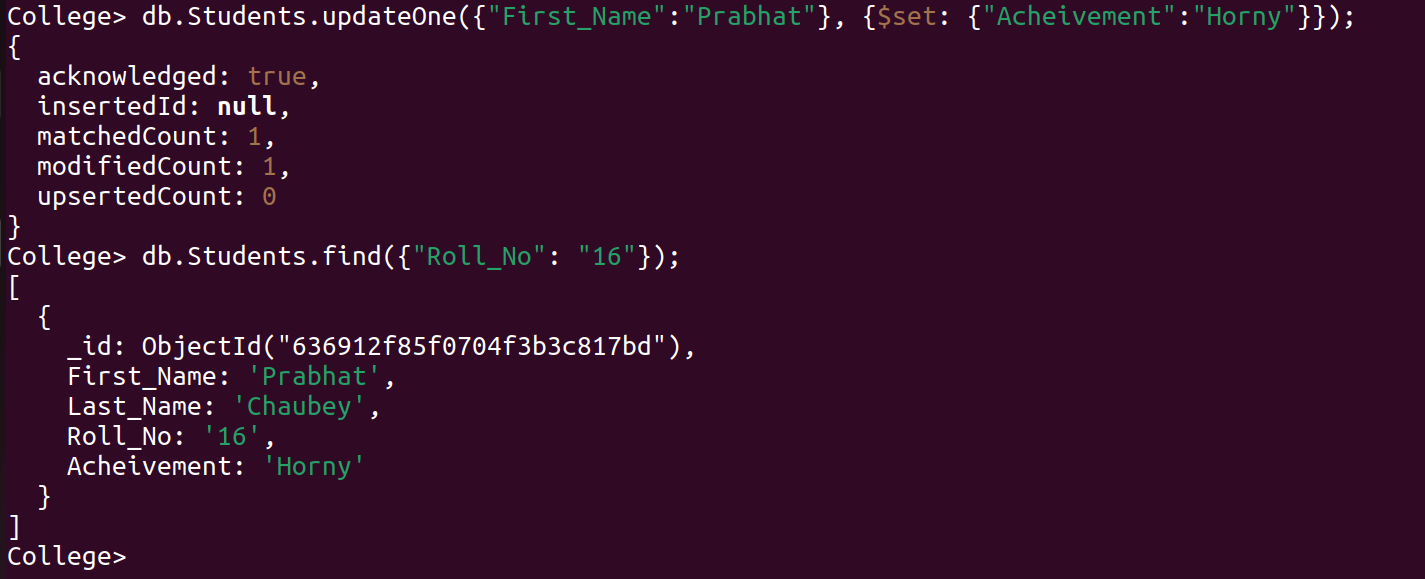 College> db.Students.updateOne({"First_Name":"Prabhat"}, {$set: {"Acheivement":"Horny"}});
{
  acknowledged: true,
  insertedId: null,
  matchedCount: 1,
  modifiedCount: 1,
  upsertedCount: 0
}
College> db.Students.find({"Roll_No": "16"});
[
  {
    _id: ObjectId("636912f85f0704f3b3c817bd"),
    First_Name: 'Prabhat',
    Last_Name: 'Chaubey',
    Roll_No: '16',
    Acheivement: 'Horny'
  }
]
College>